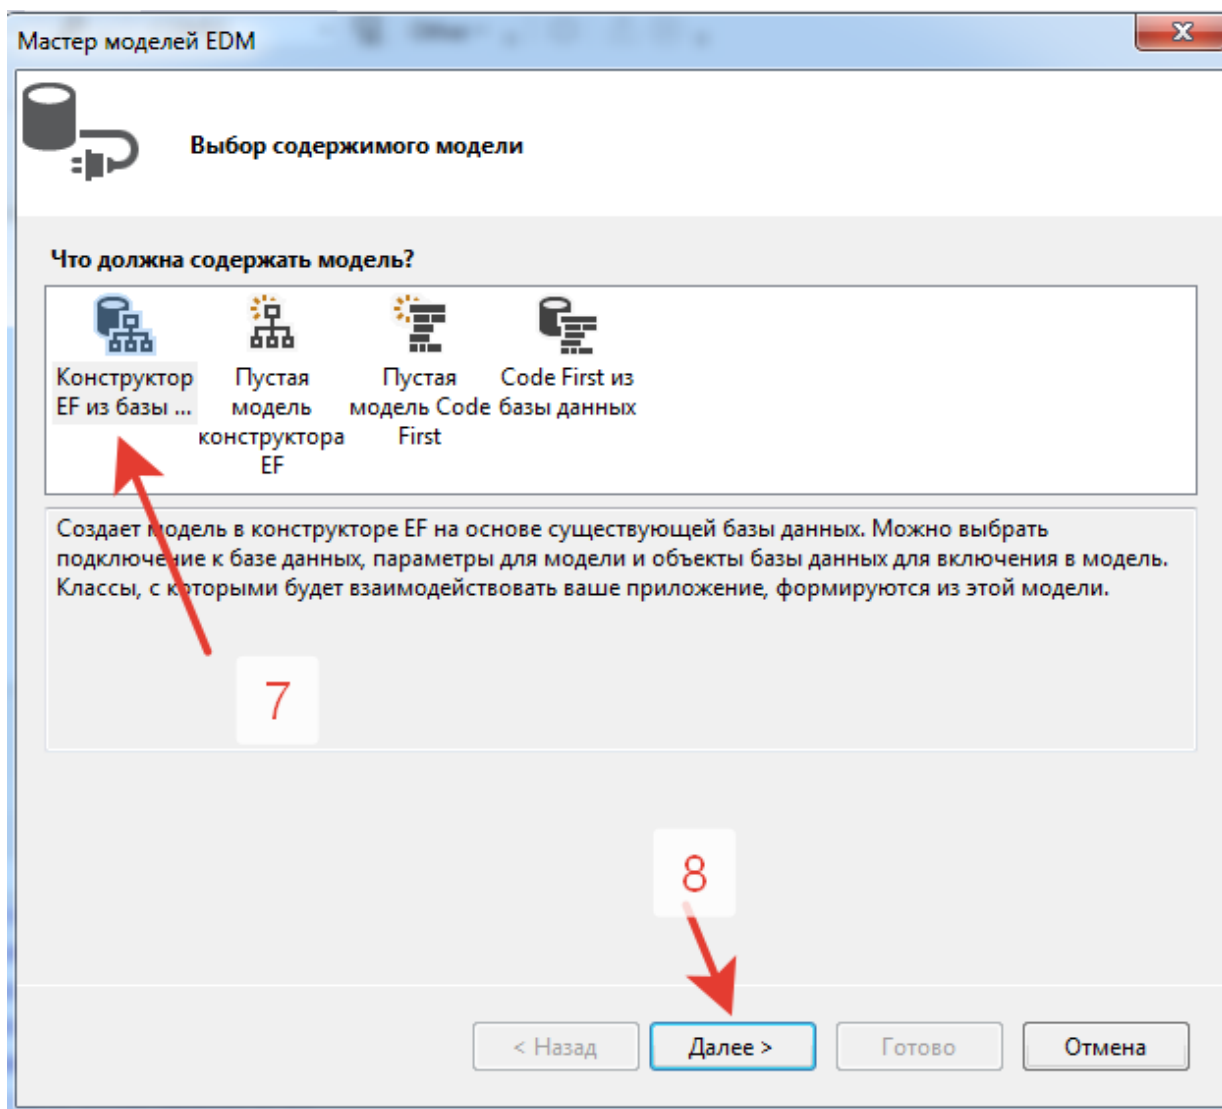 Мастер моделей EDM
x
Выбор содержимого модели
Что должна содержать модель?
Конструктор
EF из базы ...
Пустая
модель
конструктора
EF
Пустая
модель Code
First
Code First из
базы данных
Создает модель в конструкторе EF на основе существующей базы данных. Можно выбрать
подключение к базе данных, параметры для модели и объекты базы данных для включения в модель.
Классы, с которыми будет взаимодействовать ваше приложение, формируются из этой модели.
7
8
< Назад
Далее >
Готово
Отмена